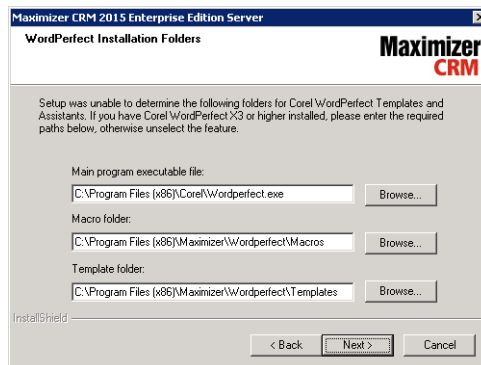 Maximizer CRM 2015 Enterprise Edition Server
WordPerfect Installation Folders
Maximizer
CRM
Setup was unable to determine the following folders for Corel WordPerfect Templates and
Assistants. If you have Corel WordPerfect X3 or higher installed, please enter the required
paths below, otherwise unselect the feature.
Main program executable file:
C:\Program Files (x86)\Corel\Wordperfect.exe
Browse...
Macro folder:
C:\Program Files (x86)\Maximizer\Wordperfect\Macros
Browse...
Template folder:
C:\Program Files (x86)\Maximizer\Wordperfect\Templates
Browse...
InstallShield
< Back
Next >
Cancel